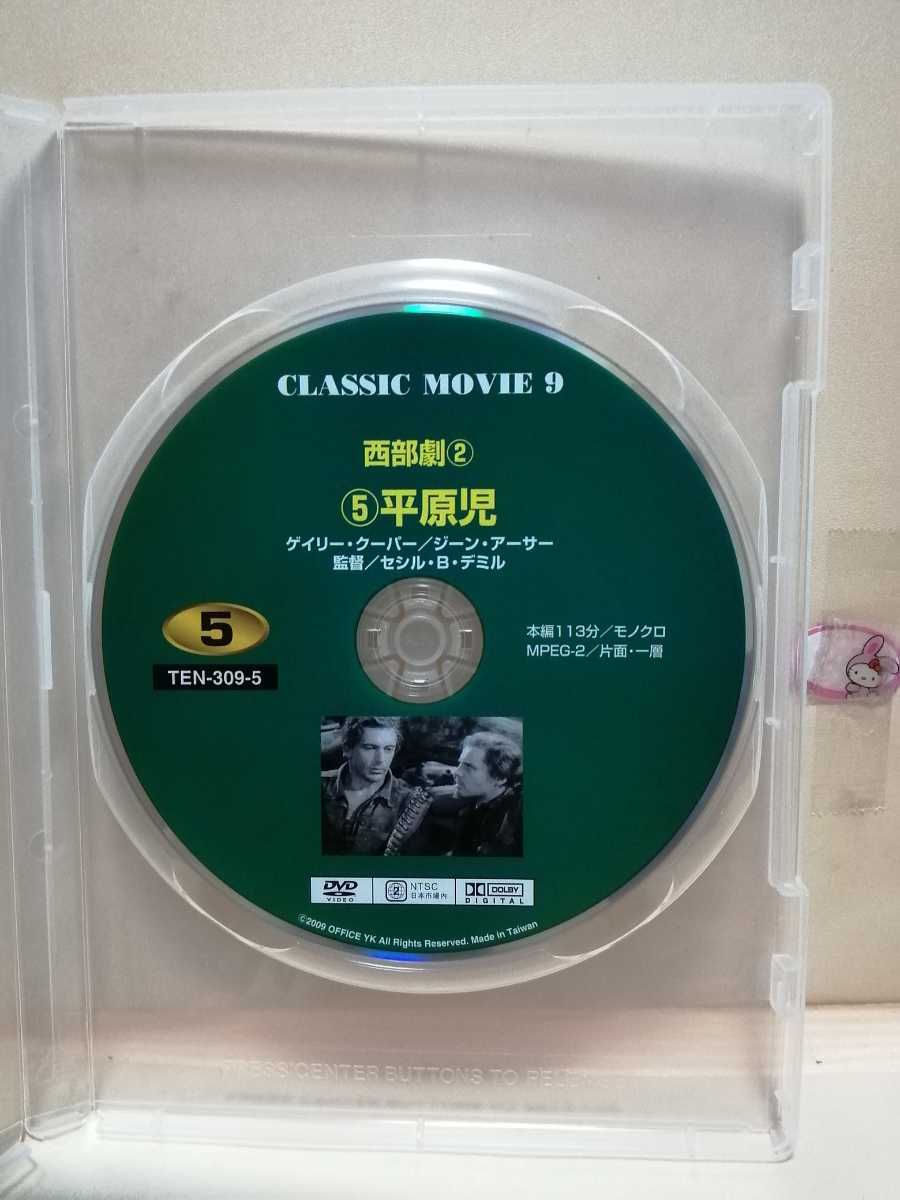 CLASSIC MOVIE 9
西部劇②
⑤平原児
ゲイリー・クーパー／ジーン・アーサー
監督／セシル・B・デミル
5
TEN-309-5
本編113分／モノクロ
MPEG-2／片面・一層
DVD
VIDEO
2
NTSC
日本市場内
DOLBY
DIGITAL
©2009 OFFICE YK All Rights Reserved. Made in Taiwan
PRESS CENTER BUTTONS TO